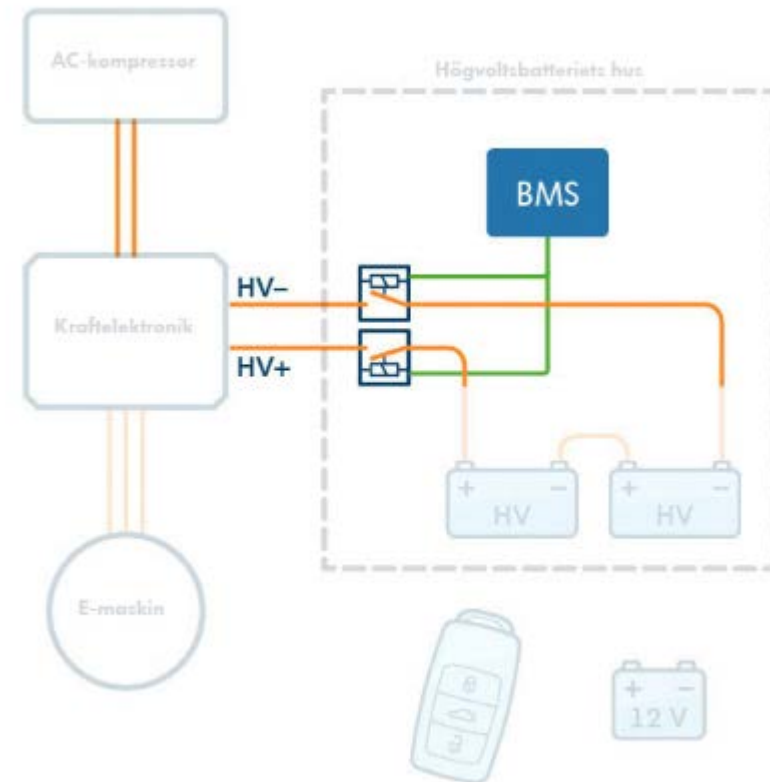 AC-kompressor
Högvoltsbatteriets hus
BMS
HV−
Kraftelektronik
HV+
+ − + −
HV HV
E-maskin
+ −
12 V